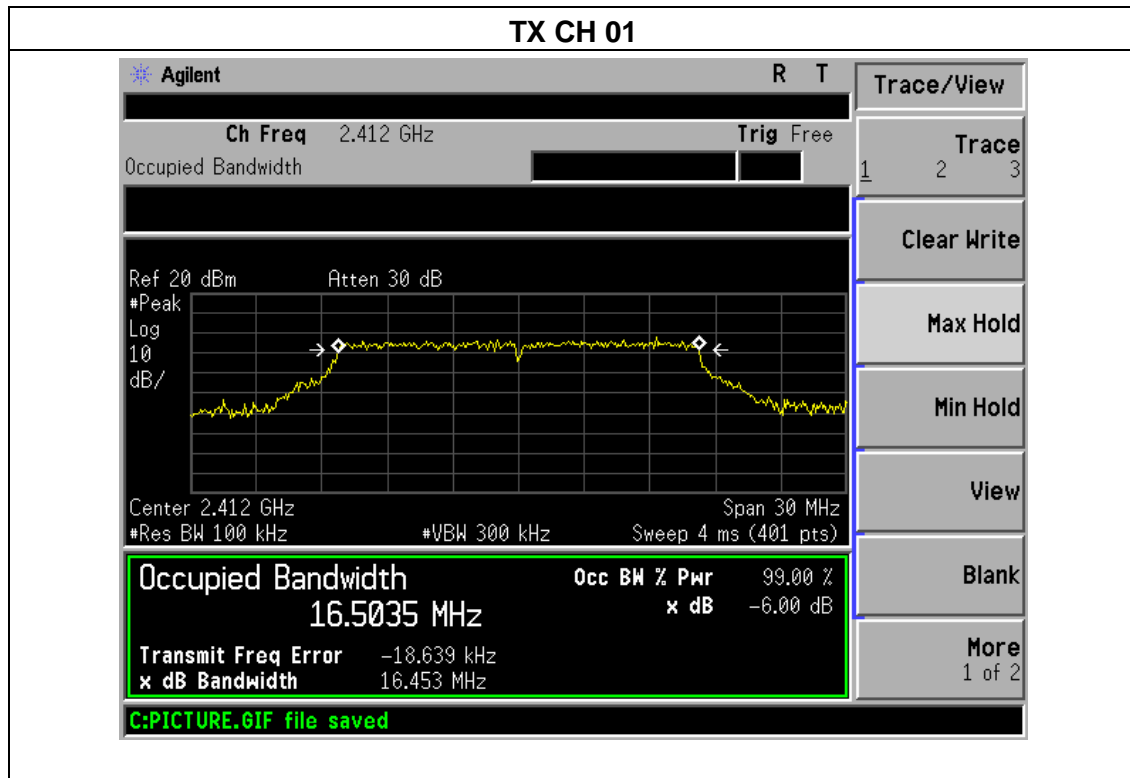 TX CH 01
Agilent R T
Trace/View
Ch Freq 2.412 GHz Trig Free
Occupied Bandwidth
Trace
1 2 3
Clear Write
Ref 20 dBm Atten 30 dB
#Peak
Log
10
dB/
Max Hold
Min Hold
View
Center 2.412 GHz Span 30 MHz
#Res BW 100 kHz #VBW 300 kHz Sweep 4 ms (401 pts)
Occupied Bandwidth Occ BW % Pwr 99.00 %
16.5035 MHz x dB -6.00 dB
Blank
Transmit Freq Error -18.639 kHz
x dB Bandwidth 16.453 MHz
More
1 of 2
C:PICTURE.GIF file saved